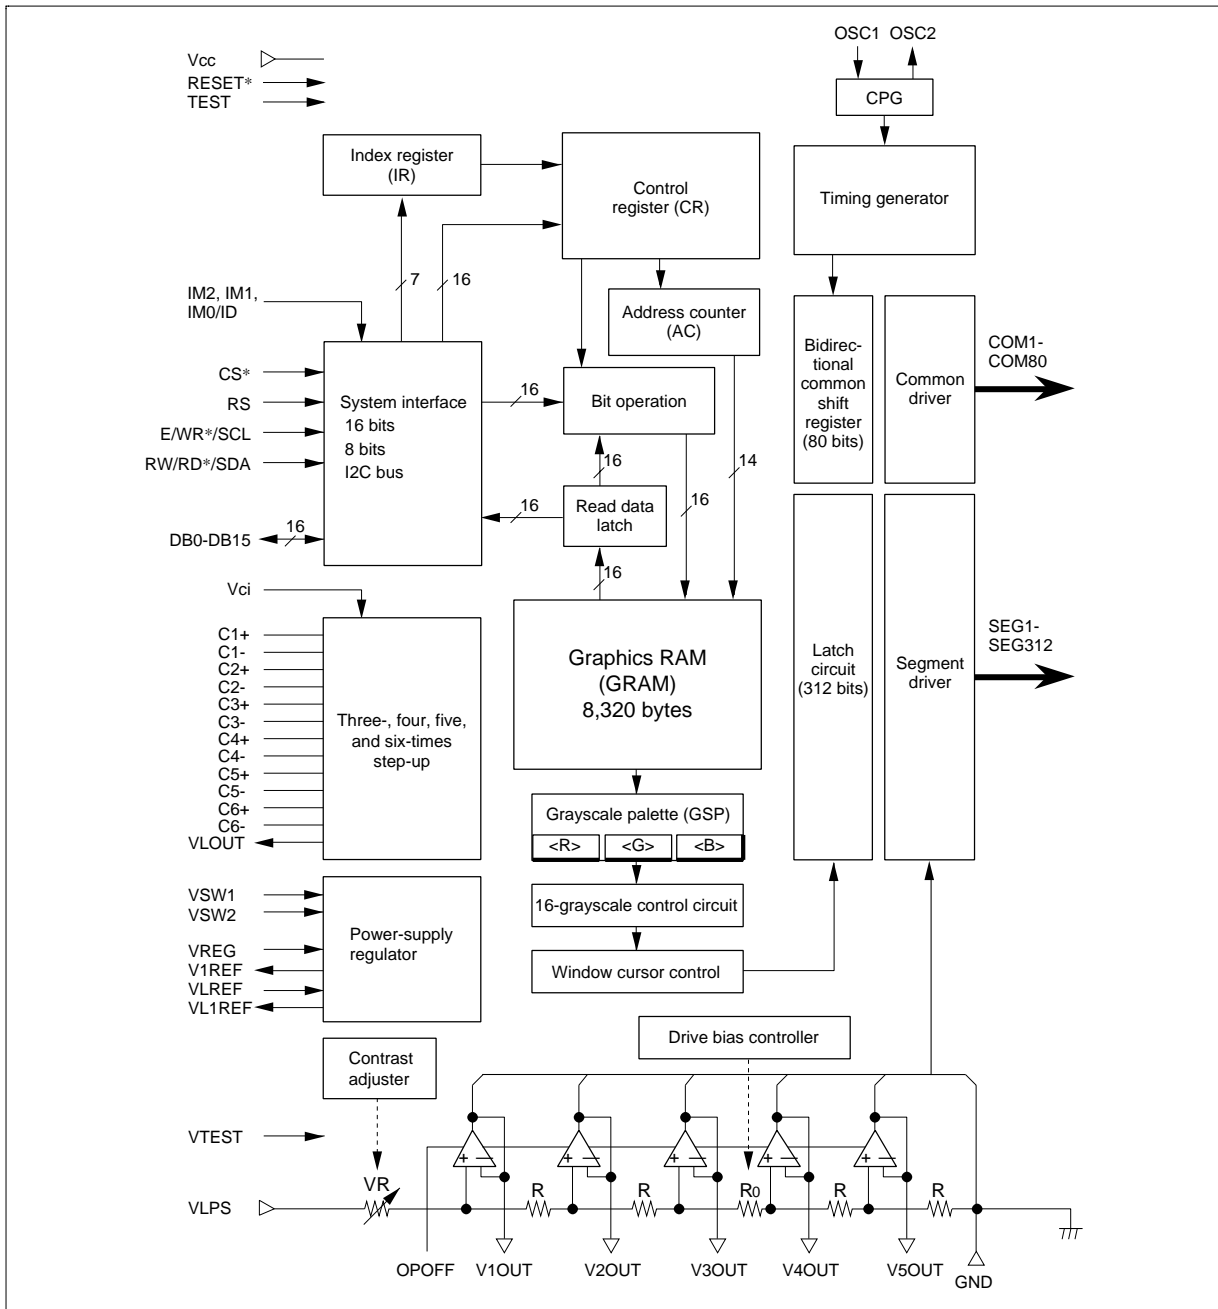 OSC1 OSC2
Vcc
RESET*
TEST
CPG
Index register
(IR)
Control
register (CR)
Timing generator
7
16
IM2, IM1,
IM0/ID
Address counter
(AC)
Bidirec-
tional
common
shift
register
(80 bits)
Common
driver
COM1-
COM80
CS*
RS
E/WR*/SCL
RW/RD*/SDA
DB0-DB15
16
System interface
16 bits
8 bits
I2C bus
16
Bit operation
16
14
16
Read data
latch
16
16
Vci
C1+
C1-
C2+
C2-
C3+
C3-
C4+
C4-
C5+
C5-
C6+
C6-
VLOUT
Three-, four, five,
and six-times
step-up
Graphics RAM
(GRAM)
8,320 bytes
Latch
circuit
(312 bits)
Segment
driver
SEG1-
SEG312
Grayscale palette (GSP)
<R> <G> <B>
16-grayscale control circuit
Window cursor control
VSW1
VSW2
VREG
V1REF
VLREF
VL1REF
Power-supply
regulator
Drive bias controller
Contrast
adjuster
VTEST
+ − + − + − + − + −
VR
R R R0 R R
VLPS
OPOFF V1OUT V2OUT V3OUT V4OUT V5OUT GND